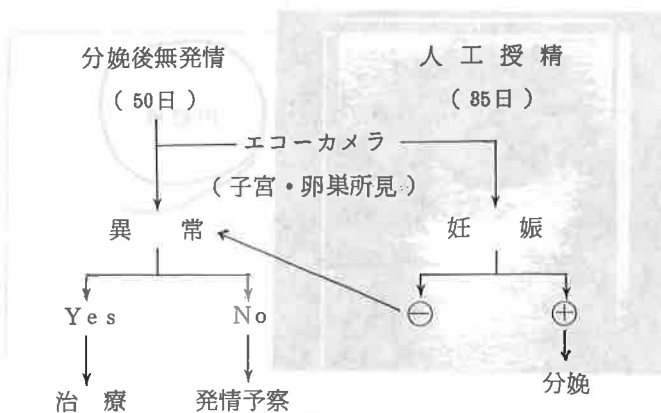 分娩後無発情 人工授精
(50日) (85日)
エコーカメラ
(子宮・卵巣所見)
異常 妊娠
Yes No ⊖ ⊕
治療 発情予察 分娩